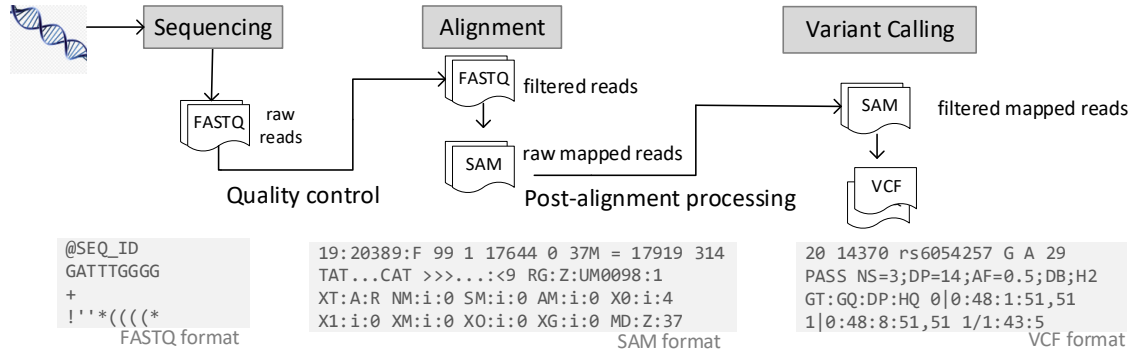 Sequencing
Alignment
Variant Calling
FASTQ
raw
reads
FASTQ
filtered reads
SAM
filtered mapped reads
SAM
raw mapped reads
VCF
Quality control
Post-alignment processing
@SEQ_ID
GATTTGGGG
+
!''*((((*
FASTQ format
19:20389:F 99 1 17644 0 37M = 17919 314
TAT...CAT >>>...:<9 RG:Z:UM0098:1
XT:A:R NM:i:0 SM:i:0 AM:i:0 X0:i:4
X1:i:0 XM:i:0 XO:i:0 XG:i:0 MD:Z:37
SAM format
20 14370 rs6054257 G A 29
PASS NS=3;DP=14;AF=0.5;DB;H2
GT:GQ:DP:HQ 0|0:48:1:51,51
1|0:48:8:51,51 1/1:43:5
VCF format